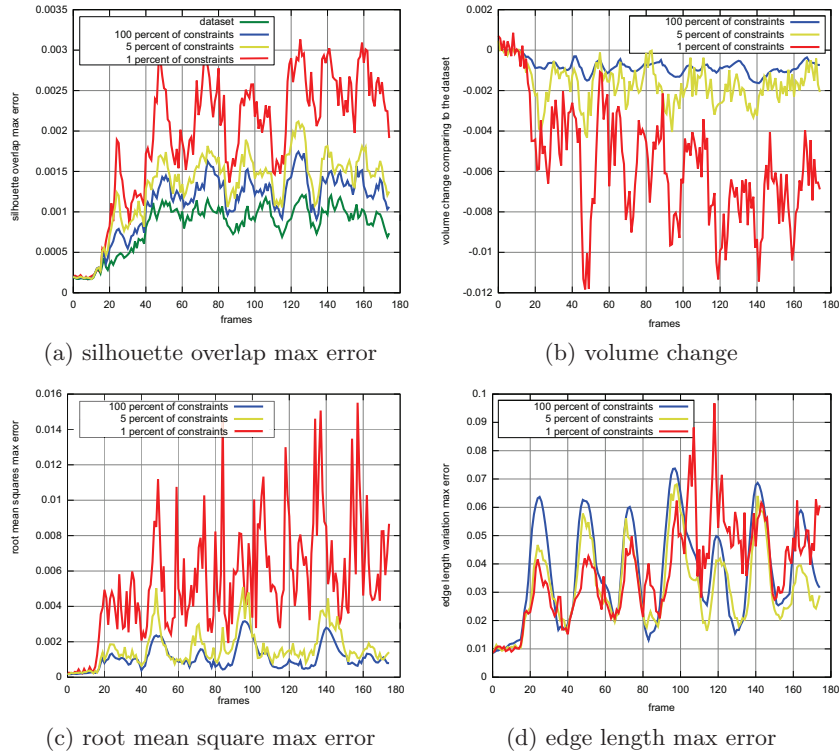 0.0035
0.003
0.0025
0.002
0.0015
0.001
0.0005
0
0 20 40 60 80 100 120 140 160 180
silhouette overlap max error
frames
dataset
100 percent of constraints
5 percent of constraints
1 percent of constraints
(a) silhouette overlap max error
0.002
0
-0.002
-0.004
-0.006
-0.008
-0.01
-0.012
0 20 40 60 80 100 120 140 160 180
volume change comparing to the dataset
frames
100 percent of constraints
5 percent of constraints
1 percent of constraints
(b) volume change
0.016
0.014
0.012
0.01
0.008
0.006
0.004
0.002
0
0 20 40 60 80 100 120 140 160 180
root mean squares max error
frame
100 percent of constraints
5 percent of constraints
1 percent of constraints
(c) root mean square max error
0.1
0.09
0.08
0.07
0.06
0.05
0.04
0.03
0.02
0.01
0
0 20 40 60 80 100 120 140 160 180
edge length variation max error
frame
100 percent of constraints
5 percent of constraints
1 percent of constraints
(d) edge length max error